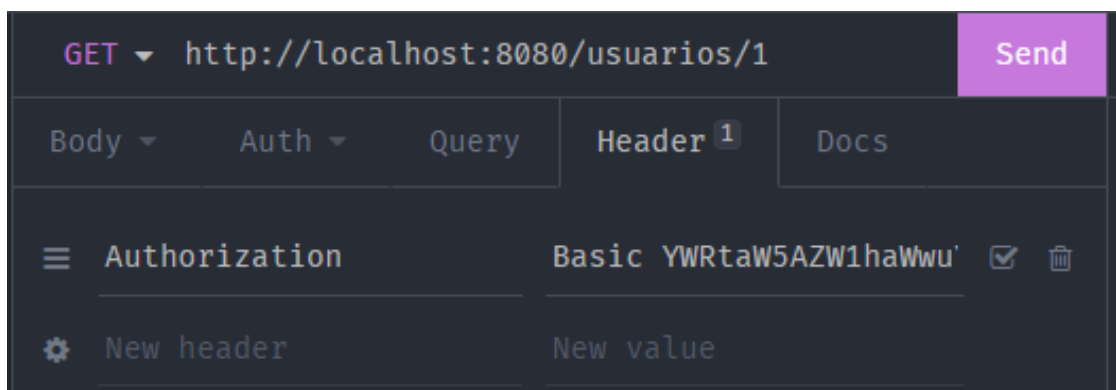 GET http://localhost:8080/usuarios/1 Send
Body Auth Query Header 1 Docs
Authorization Basic YWRtaW5AZW1haWwu
New header New value